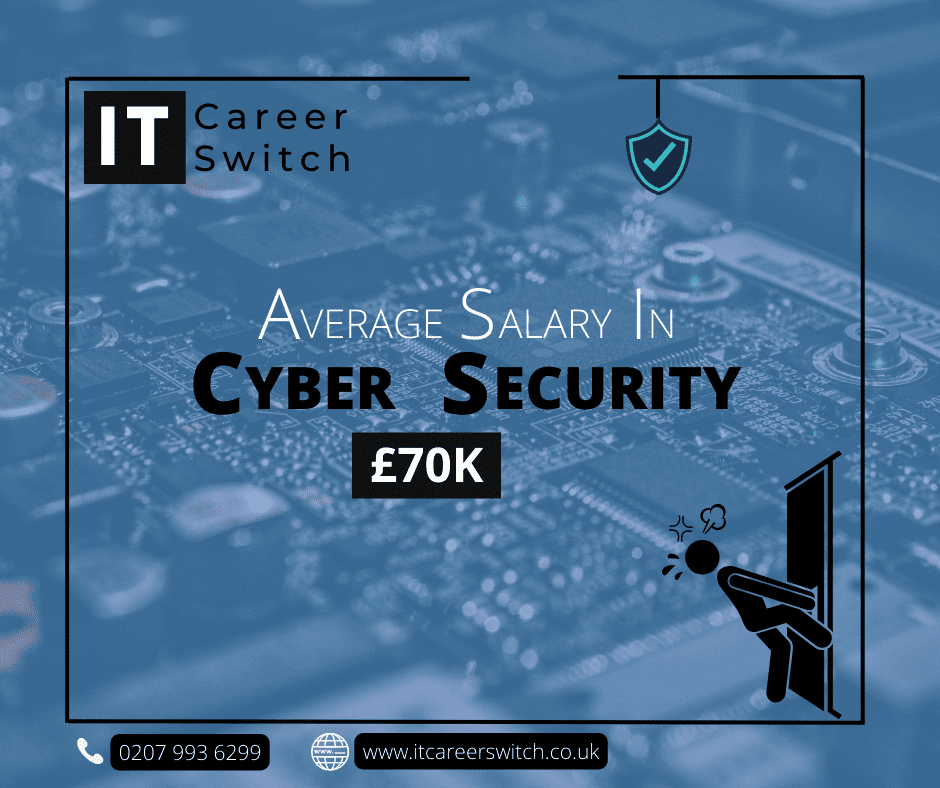 IT
Career
Switch
Average Salary In
Cyber Security
£70K
0207 993 6299
www.itcareerswitch.co.uk